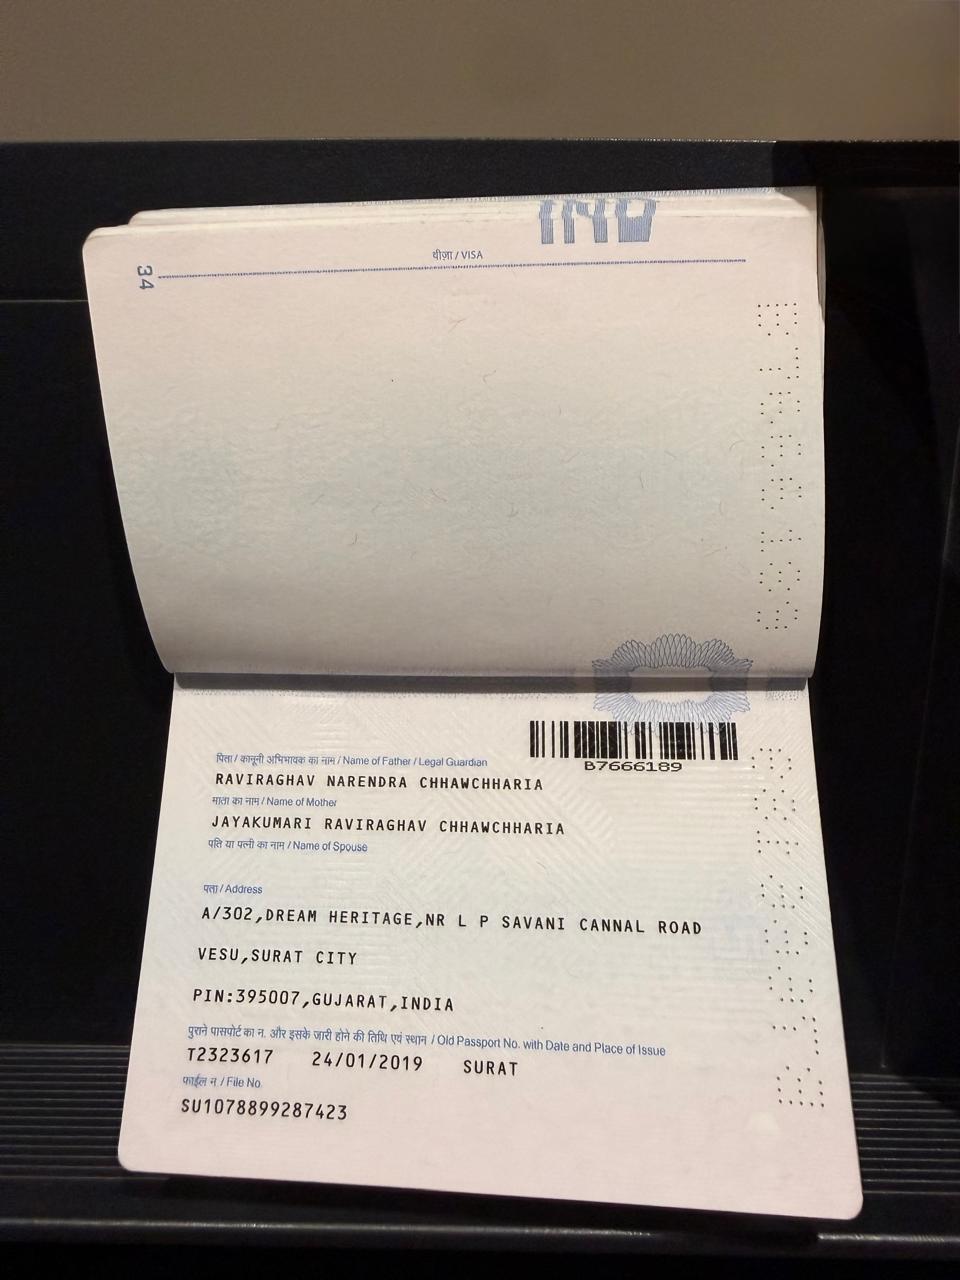 IND
वीज़ा / VISA
34
B7666189
पिता / कानूनी अभिभावक का नाम / Name of Father / Legal Guardian
RAVIRAGHAV NARENDRA CHHAWCHHARIA
माता का नाम / Name of Mother
JAYAKUMARI RAVIRAGHAV CHHAWCHHARIA
पति या पत्नी का नाम / Name of Spouse
पता / Address
A/302,DREAM HERITAGE,NR L P SAVANI CANNAL ROAD
VESU,SURAT CITY
PIN:395007,GUJARAT,INDIA
पुराने पासपोर्ट का न. और इसके जारी होने की तिथि एवं स्थान / Old Passport No. with Date and Place of Issue
T2323617 24/01/2019 SURAT
फाईल न / File No.
SU1078899287423